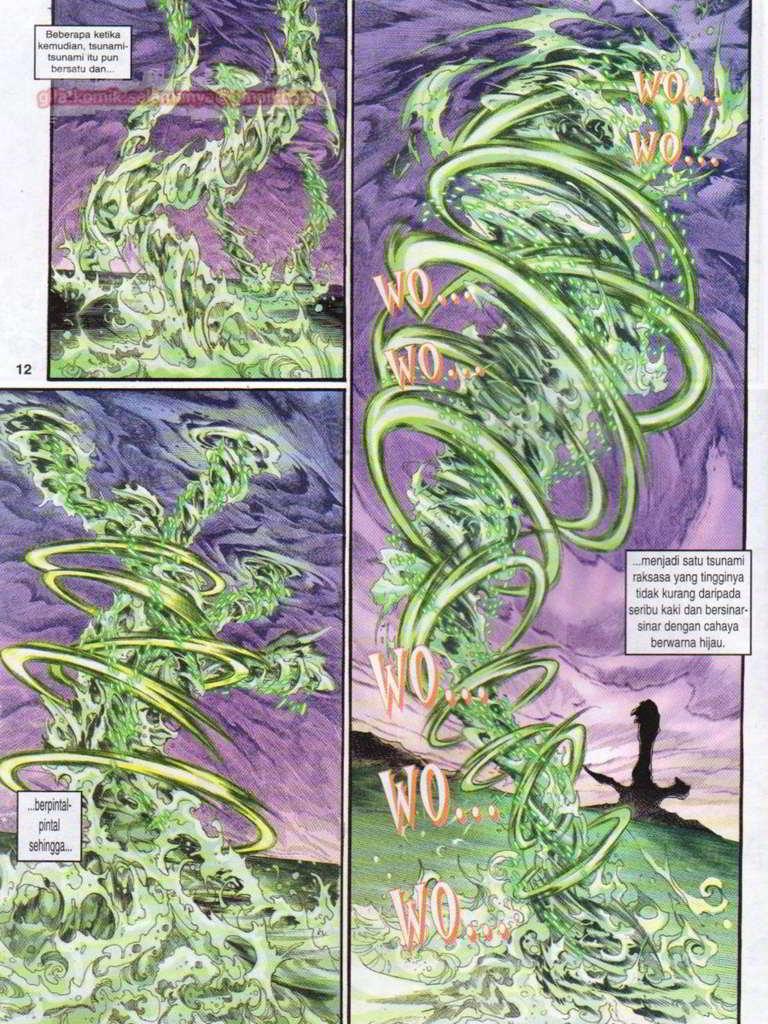 Beberapa ketika
kemudian, tsunami-
tsunami itu pun
bersatu dan...
12
...berpintal-
pintal
sehingga...
WO...
WO...
WO...
WO...
...menjadi satu tsunami
raksasa yang tingginya
tidak kurang daripada
seribu kaki dan bersinar-
sinar dengan cahaya
berwarna hijau.
WO...
WO...
WO...